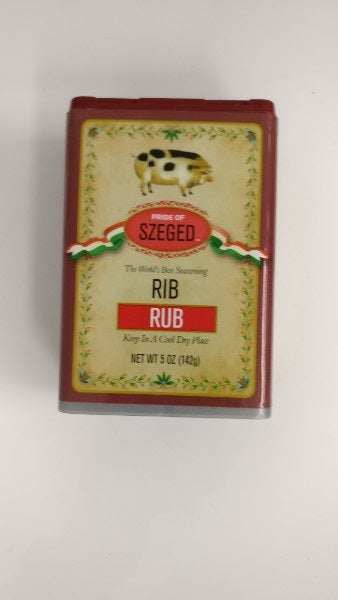 PRIDE OF
SZEGED
The World's Best Seasoning
RIB
RUB
Keep In A Cool Dry Place
NET WT 5 OZ (142g)